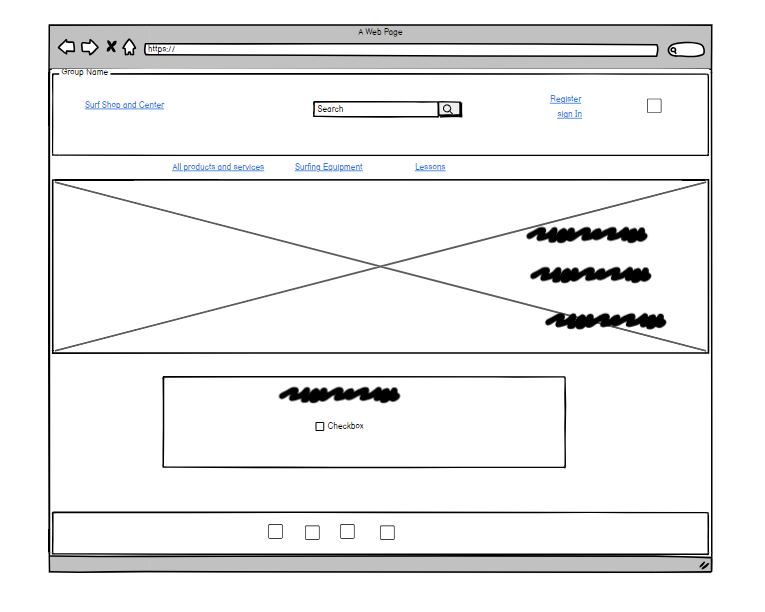 A Web Page
https://
Group Name
Surf Shop and Center
Search
Register
sign In
All products and services
Surfing Equipment
Lessons
Checkbox